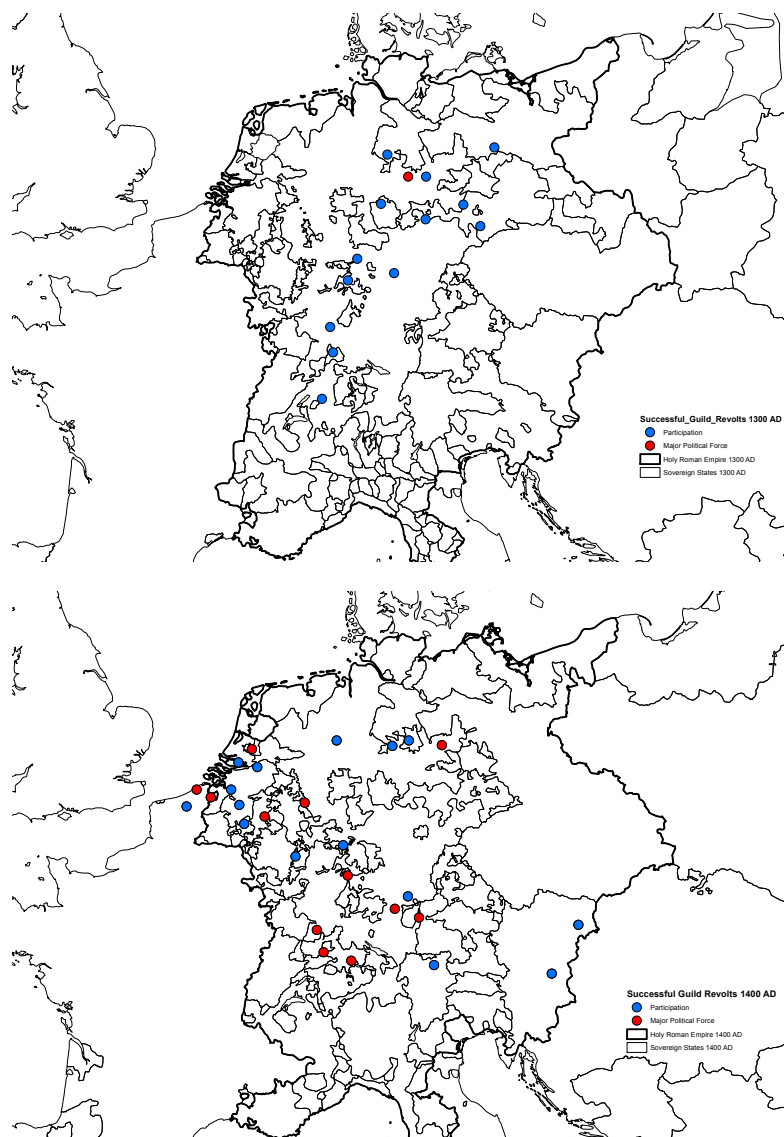 Successful_Guild_Revolts 1300 AD
Participation
Major Political Force
Holy Roman Empire 1300 AD
Sovereign States 1300 AD
Successful Guild Revolts 1400 AD
Participation
Major Political Force
Holy Roman Empire 1400 AD
Sovereign States 1400 AD